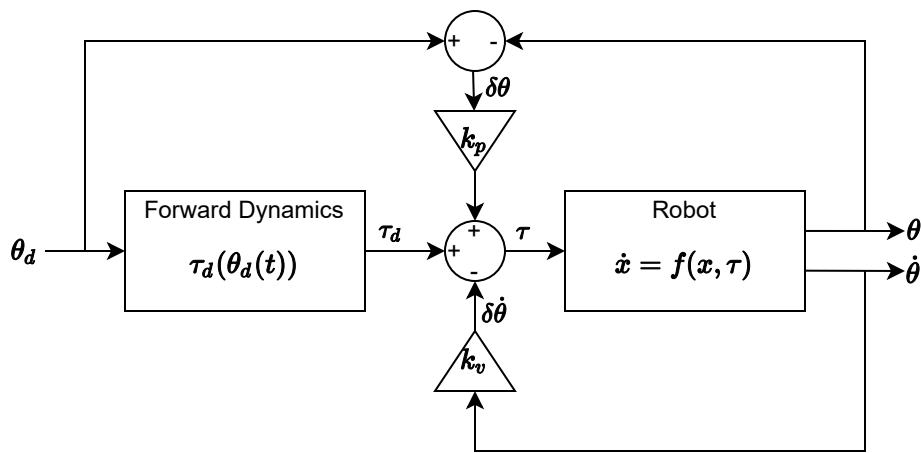 + -
δθ
k_p
Forward Dynamics
τ_d(θ_d(t))
θ_d
τ_d
+
+
-
τ
Robot
ẋ = f(x, τ)
θ
θ̇
δθ̇
k_v